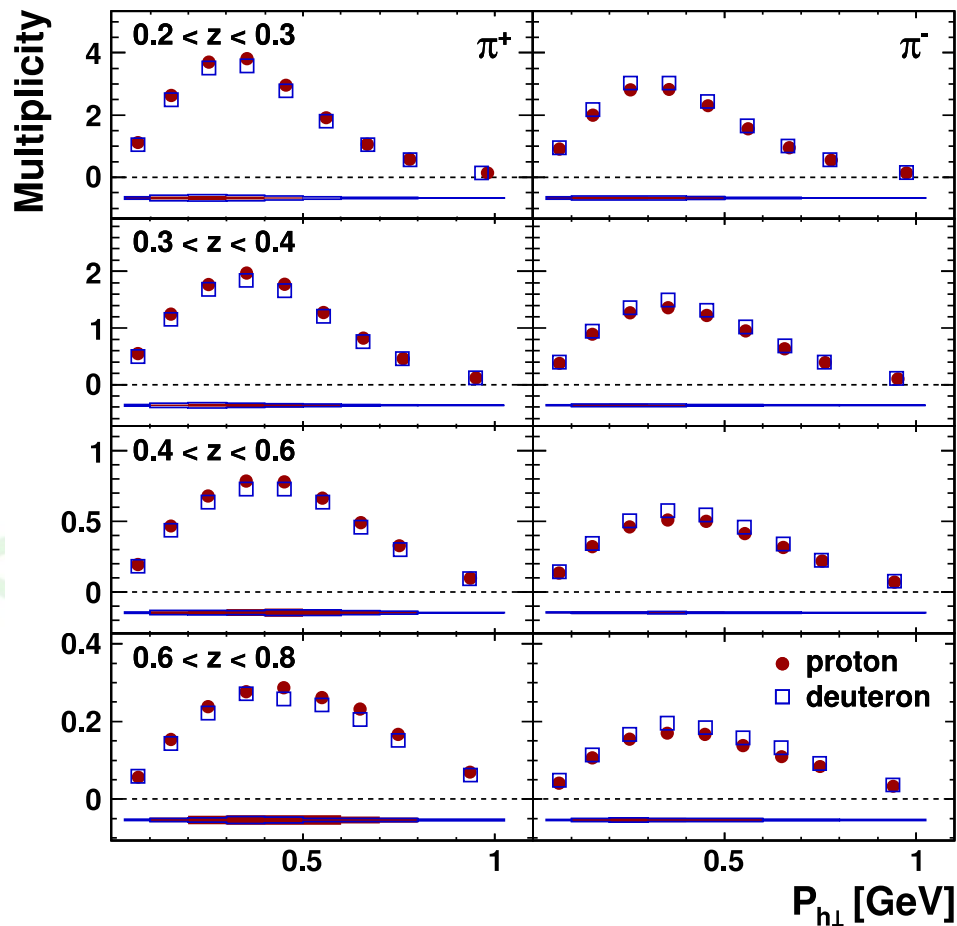 Multiplicity
0.2 < z < 0.3
π+
π-
4
2
0
0.3 < z < 0.4
2
1
0
0.4 < z < 0.6
1
0.5
0
0.6 < z < 0.8
proton
deuteron
0.4
0.2
0
0.5 1 0.5 1
Ph⊥ [GeV]